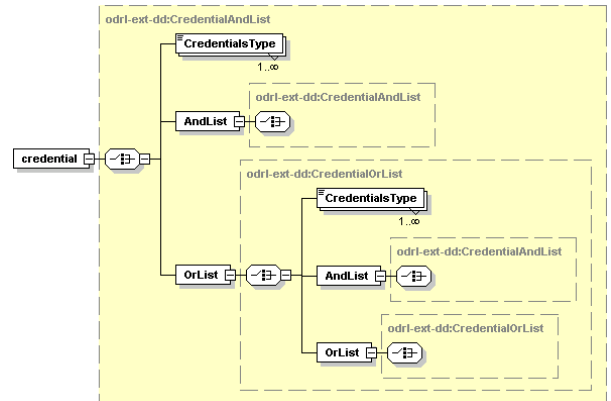 odrl-ext-dd:CredentialAndList
CredentialsType
1..∞
odrl-ext-dd:CredentialAndList
AndList
credential
odrl-ext-dd:CredentialOrList
CredentialsType
1..∞
odrl-ext-dd:CredentialAndList
OrList
AndList
odrl-ext-dd:CredentialOrList
OrList